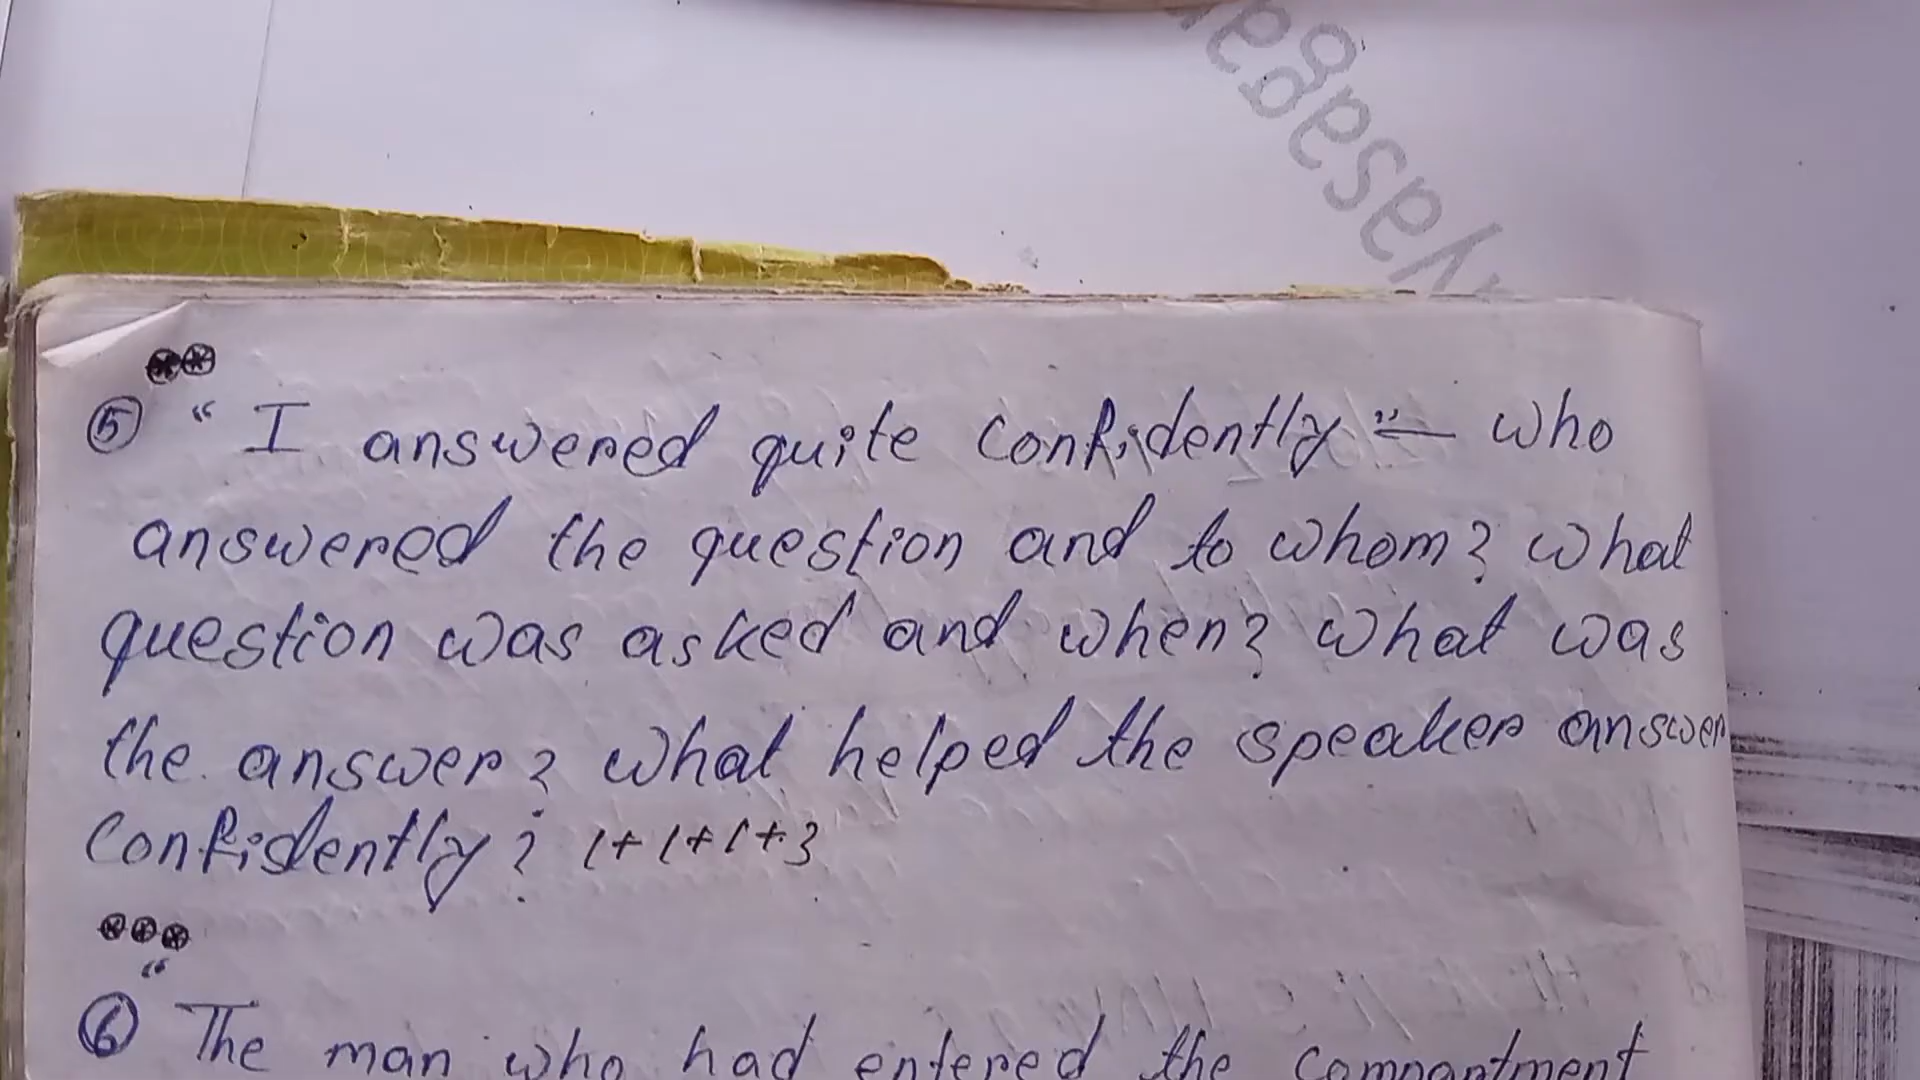 vyasagar
⑤ "I answered quite confidently" – who
answered the question and to whom? what
question was asked and when? what was
the answer? what helped the speaker answer
confidently? 1+1+1+3
⑥ "The man who had entered the compartment